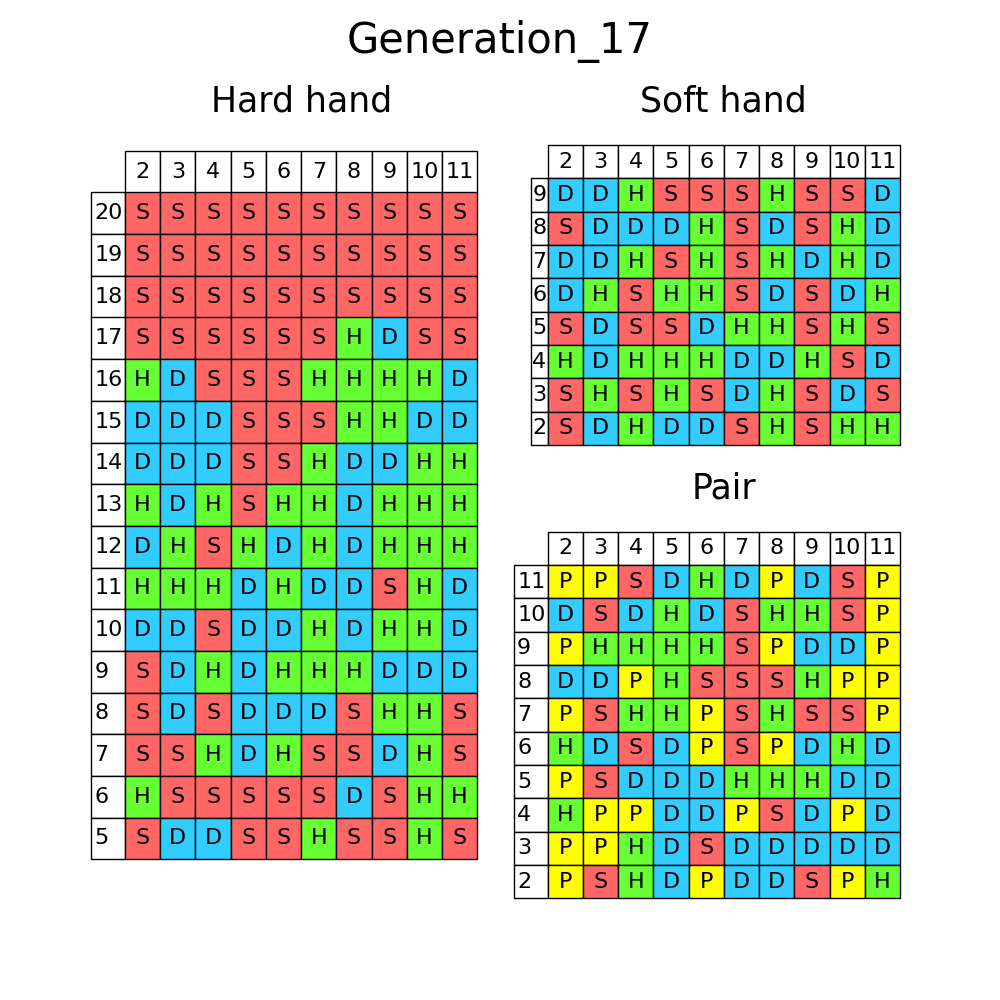 Generation_17
Hard hand
2 3 4 5 6 7 8 9 10 11
20 S S S S S S S S S S
19 S S S S S S S S S S
18 S S S S S S S S S S
17 S S S S S S H D S S
16 H D S S S H H H H D
15 D D D S S S H H D D
14 D D D S S H D D H H
13 H D H S H H D H H H
12 D H S H D H D H H H
11 H H H D H D D S H D
10 D D S D D H D H H D
9 S D H D H H H D D D
8 S D S D D D S H H S
7 S S H D H S S D H S
6 H S S S S S D S H H
5 S D D S S H S S H S
Soft hand
2 3 4 5 6 7 8 9 10 11
9 D D H S S S H S S D
8 S D D D H S D S H D
7 D D H S H S H D H D
6 D H S H H S D S D H
5 S D S S D H H S H S
4 H D H H H D D H S D
3 S H S H S D H S D S
2 S D H D D S H S H H
Pair
2 3 4 5 6 7 8 9 10 11
11 P P S D H D P D S P
10 D S D H D S H H S P
9 P H H H H S P D D P
8 D D P H S S S H P P
7 P S H H P S H S S P
6 H D S D P S P D H D
5 P S D D D H H H D D
4 H P P D D P S D P D
3 P P H D S D D D D D
2 P S H D P D D S P H